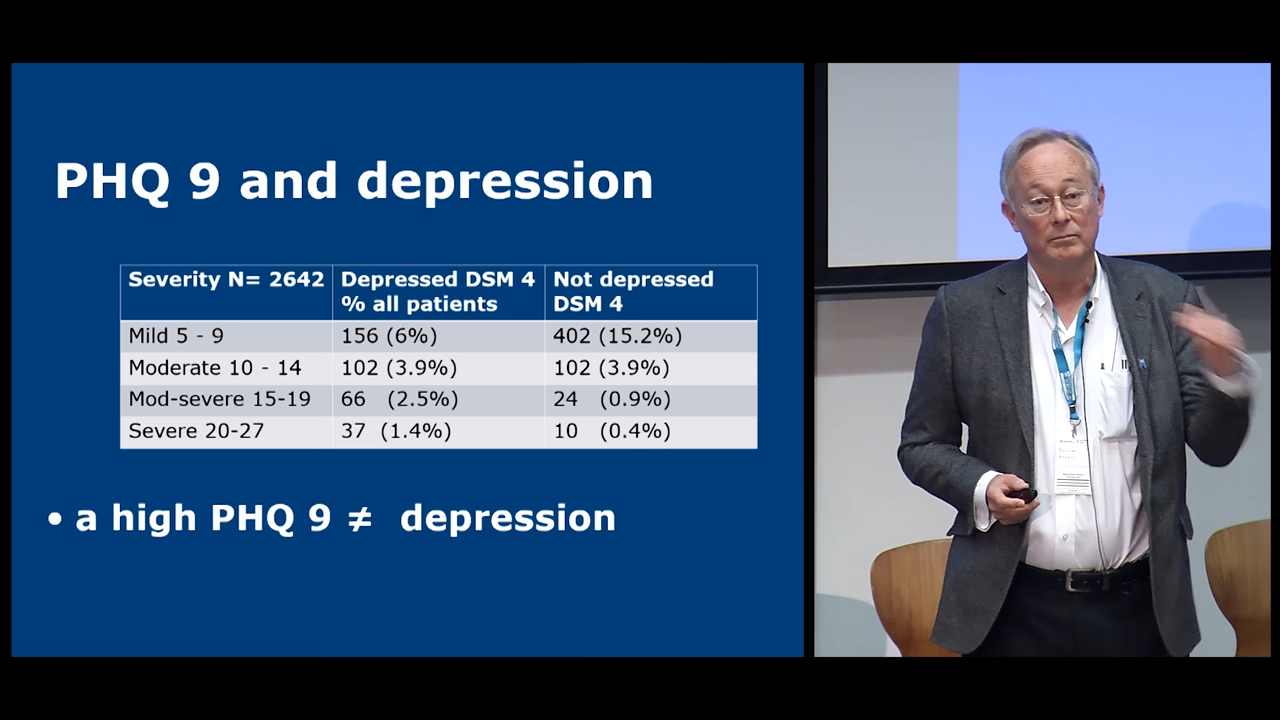 PHQ 9 and depression
Severity N= 2642 Depressed DSM 4 % all patients Not depressed DSM 4
Mild 5 - 9 156 (6%) 402 (15.2%)
Moderate 10 - 14 102 (3.9%) 102 (3.9%)
Mod-severe 15-19 66 (2.5%) 24 (0.9%)
Severe 20-27 37 (1.4%) 10 (0.4%)
• a high PHQ 9 ≠ depression